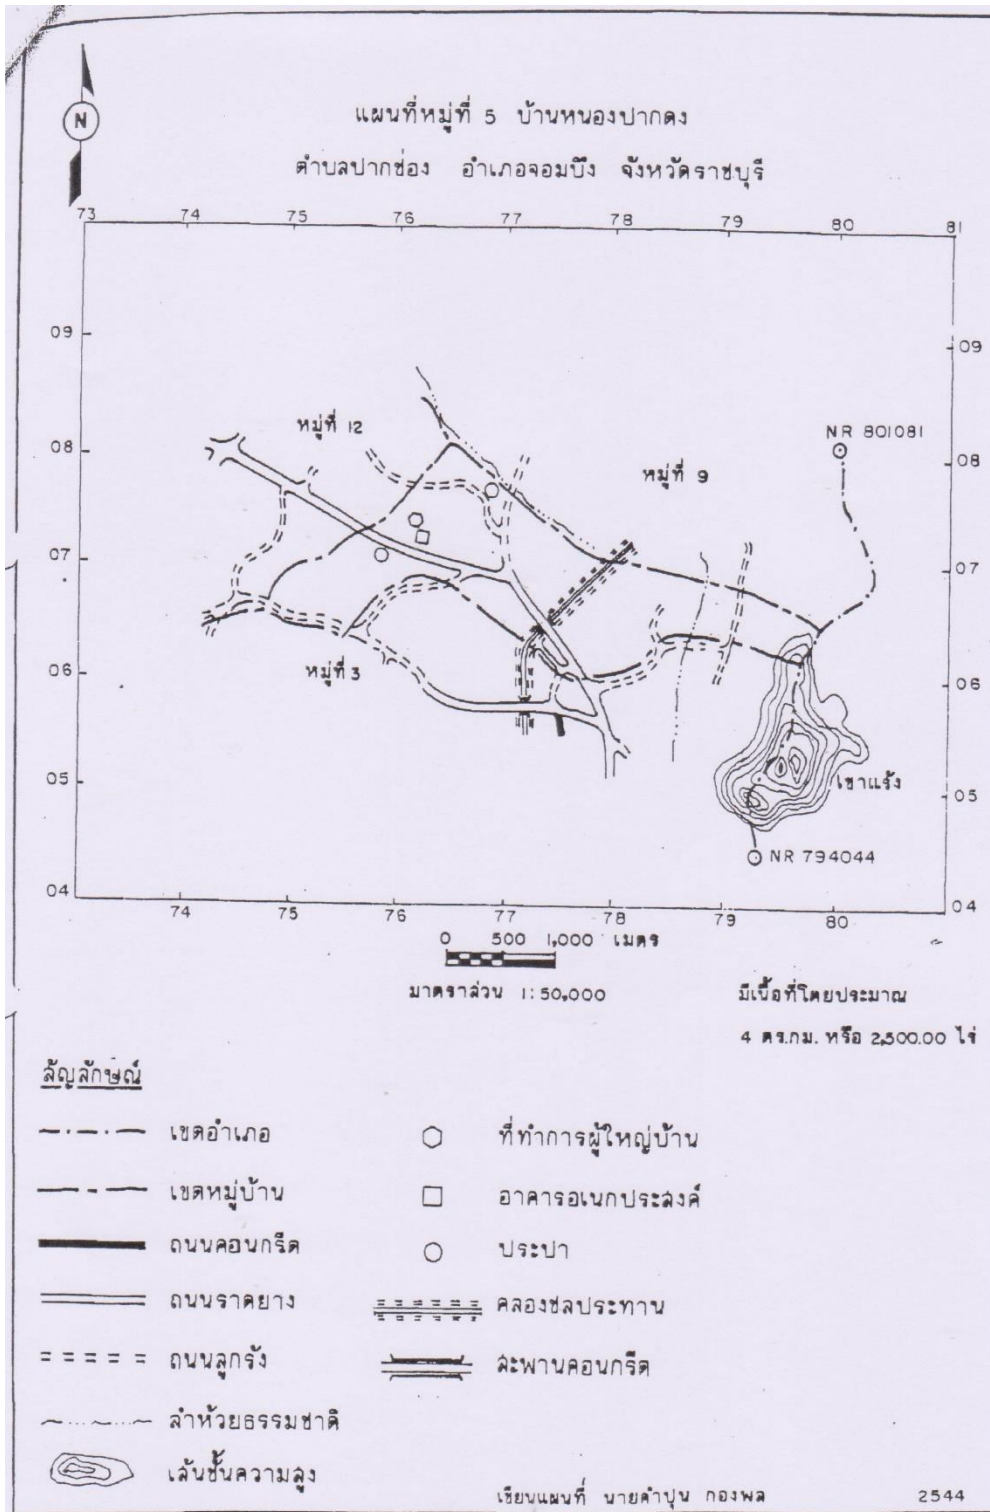 N
แผนที่หมู่ที่ 5 บ้านหนองปากดง
ตำบลปากช่อง อำเภอจอมบึง จังหวัดราชบุรี
73 74 75 76 77 78 79 80 81
09 09
หมู่ที่ 12
NR 801081
08 08
หมู่ที่ 9
07 07
06 06
หมู่ที่ 3
05 05
เขาแร้ง
NR 794044
04 04
74 75 76 77 78 79 80
0 500 1,000 เมตร
มาตราส่วน 1:50,000
มีเนื้อที่โดยประมาณ
4 ตร.กม. หรือ 2,500.00 ไร่
สัญลักษณ์
เขตอำเภอ
ที่ทำการผู้ใหญ่บ้าน
เขตหมู่บ้าน
อาคารอเนกประสงค์
ถนนคอนกรีต
ประปา
ถนนราดยาง
คลองชลประทาน
ถนนลูกรัง
สะพานคอนกรีต
ลำห้วยธรรมชาติ
เส้นชั้นความสูง
เขียนแผนที่ นายคำปุน กองพล 2544